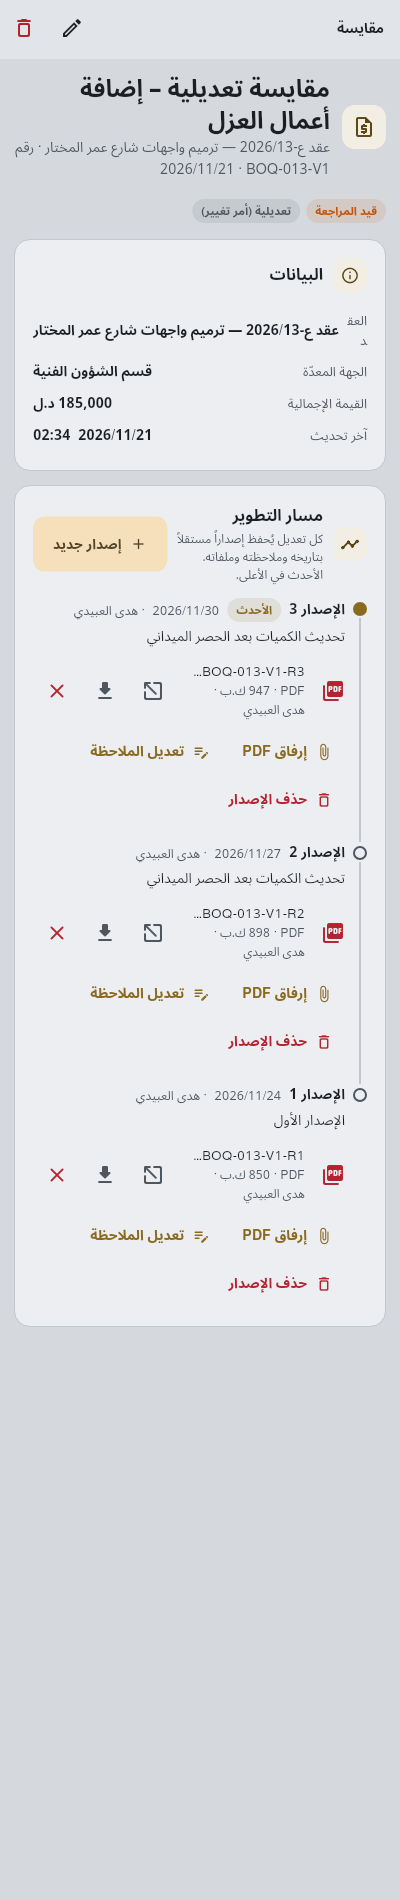 مقايسة
مقايسة تعديلية – إضافة
أعمال العزل
عقد ع-2026/13 — ترميم واجهات شارع عمر المختار · رقم
BOQ-013-V1 · 2026/11/21
قيد المراجعة
تعديلية (أمر تغيير)
البيانات
العقد
عقد ع-2026/13 — ترميم واجهات شارع عمر المختار
الجهة المعدّة
قسم الشؤون الفنية
القيمة الإجمالية
185,000 د.ل
آخر تحديث
2026/11/21 02:34
مسار التطوير
كل تعديل يُحفظ إصداراً مستقلاً
بتاريخه وملاحظته وملفاته.
الأحدث في الأعلى.
إصدار جديد
الإصدار 3 الأحدث 2026/11/30 · هدى العبيدي
تحديث الكميات بعد الحصر الميداني
BOQ-013-V1-R3...
PDF · 947 ك.ب ·
هدى العبيدي
إرفاق PDF
تعديل الملاحظة
حذف الإصدار
الإصدار 2 2026/11/27 · هدى العبيدي
تحديث الكميات بعد الحصر الميداني
BOQ-013-V1-R2...
PDF · 898 ك.ب ·
هدى العبيدي
إرفاق PDF
تعديل الملاحظة
حذف الإصدار
الإصدار 1 2026/11/24 · هدى العبيدي
الإصدار الأول
BOQ-013-V1-R1...
PDF · 850 ك.ب ·
هدى العبيدي
إرفاق PDF
تعديل الملاحظة
حذف الإصدار